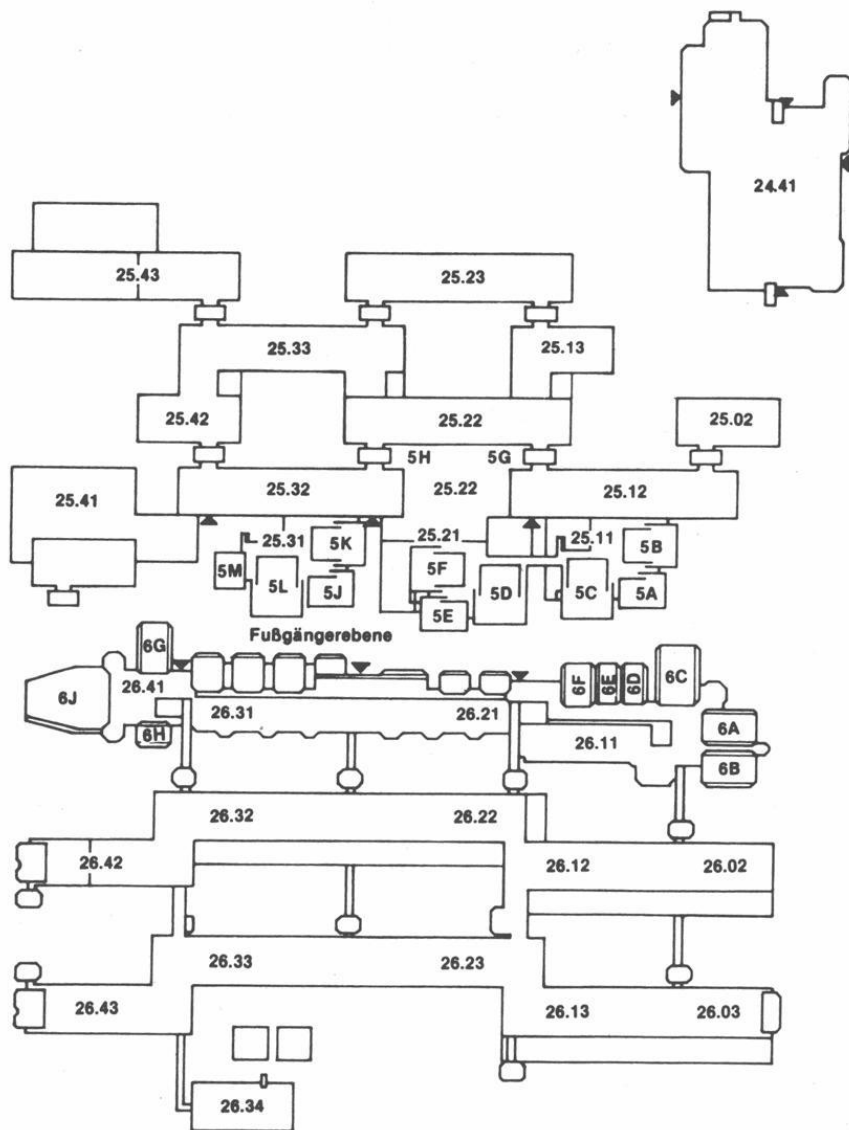 24.41
25.43
25.23
25.33
25.13
25.42
25.22
25.02
5H
5G
25.41
25.32
25.22
25.12
25.31
5K
25.21
25.11
5B
5M
5L
5J
5F
5E
5D
5C
5A
Fußgängerebene
6G
6J
26.41
6H
26.31
26.21
6F
6E
6D
6C
6A
26.11
6B
26.32
26.22
26.42
26.12
26.02
26.33
26.23
26.43
26.13
26.03
26.34